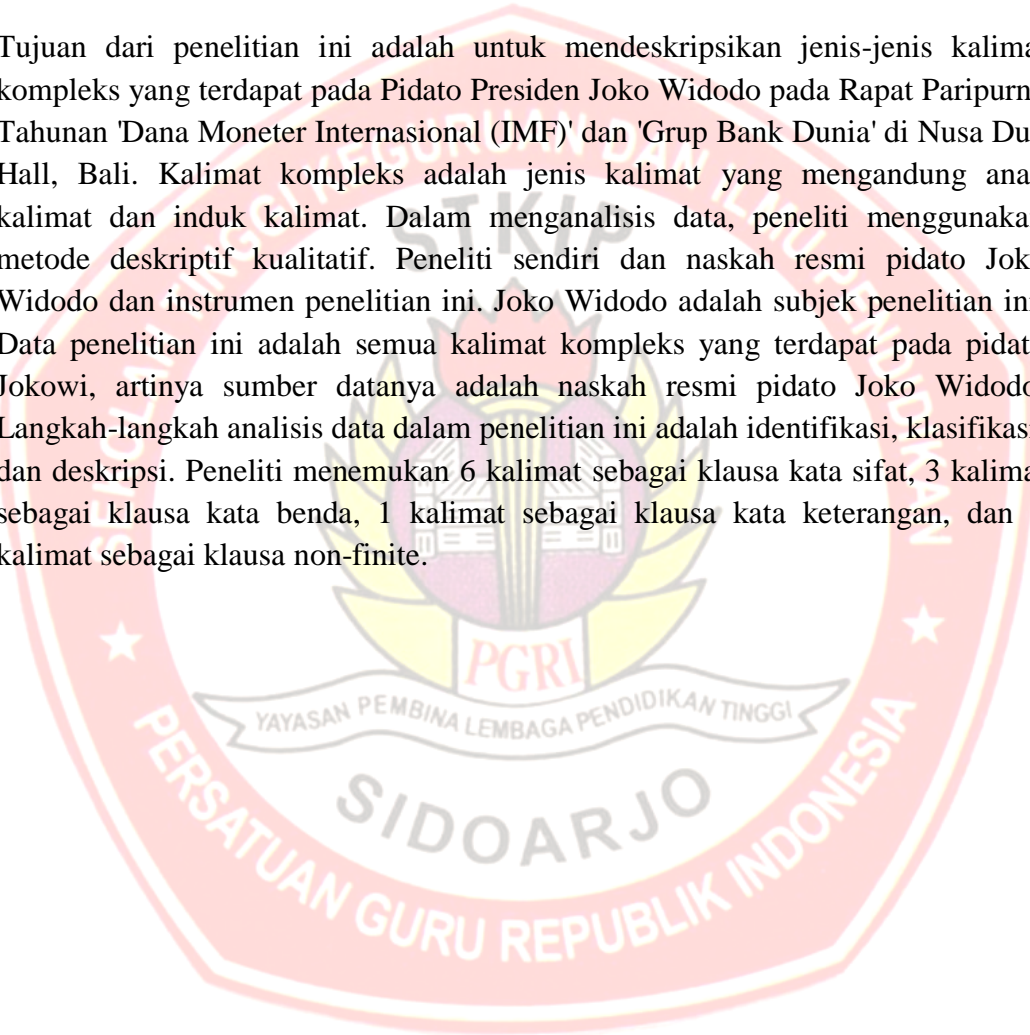 Tujuan dari penelitian ini adalah untuk mendeskripsikan jenis-jenis kalima
kompleks yang terdapat pada Pidato Presiden Joko Widodo pada Rapat Paripurn
Tahunan 'Dana Moneter Internasional (IMF)' dan 'Grup Bank Dunia' di Nusa Du
Hall, Bali. Kalimat kompleks adalah jenis kalimat yang mengandung ana
kalimat dan induk kalimat. Dalam menganalisis data, peneliti menggunaka
metode deskriptif kualitatif. Peneliti sendiri dan naskah resmi pidato Jok
Widodo dan instrumen penelitian ini. Joko Widodo adalah subjek penelitian in
Data penelitian ini adalah semua kalimat kompleks yang terdapat pada pidat
Jokowi, artinya sumber datanya adalah naskah resmi pidato Joko Widodo
Langkah-langkah analisis data dalam penelitian ini adalah identifikasi, klasifikas
dan deskripsi. Peneliti menemukan 6 kalimat sebagai klausa kata sifat, 3 kalima
sebagai klausa kata benda, 1 kalimat sebagai klausa kata keterangan, dan
kalimat sebagai klausa non-finite.
SEKOLAH TINGGI KEGURUAN DAN ILMU PENDIDIKAN
STKIP
PGRI
YAYASAN PEMBINA LEMBAGA PENDIDIKAN TINGGI
SIDOARJO
PERSATUAN GURU REPUBLIK INDONESIA